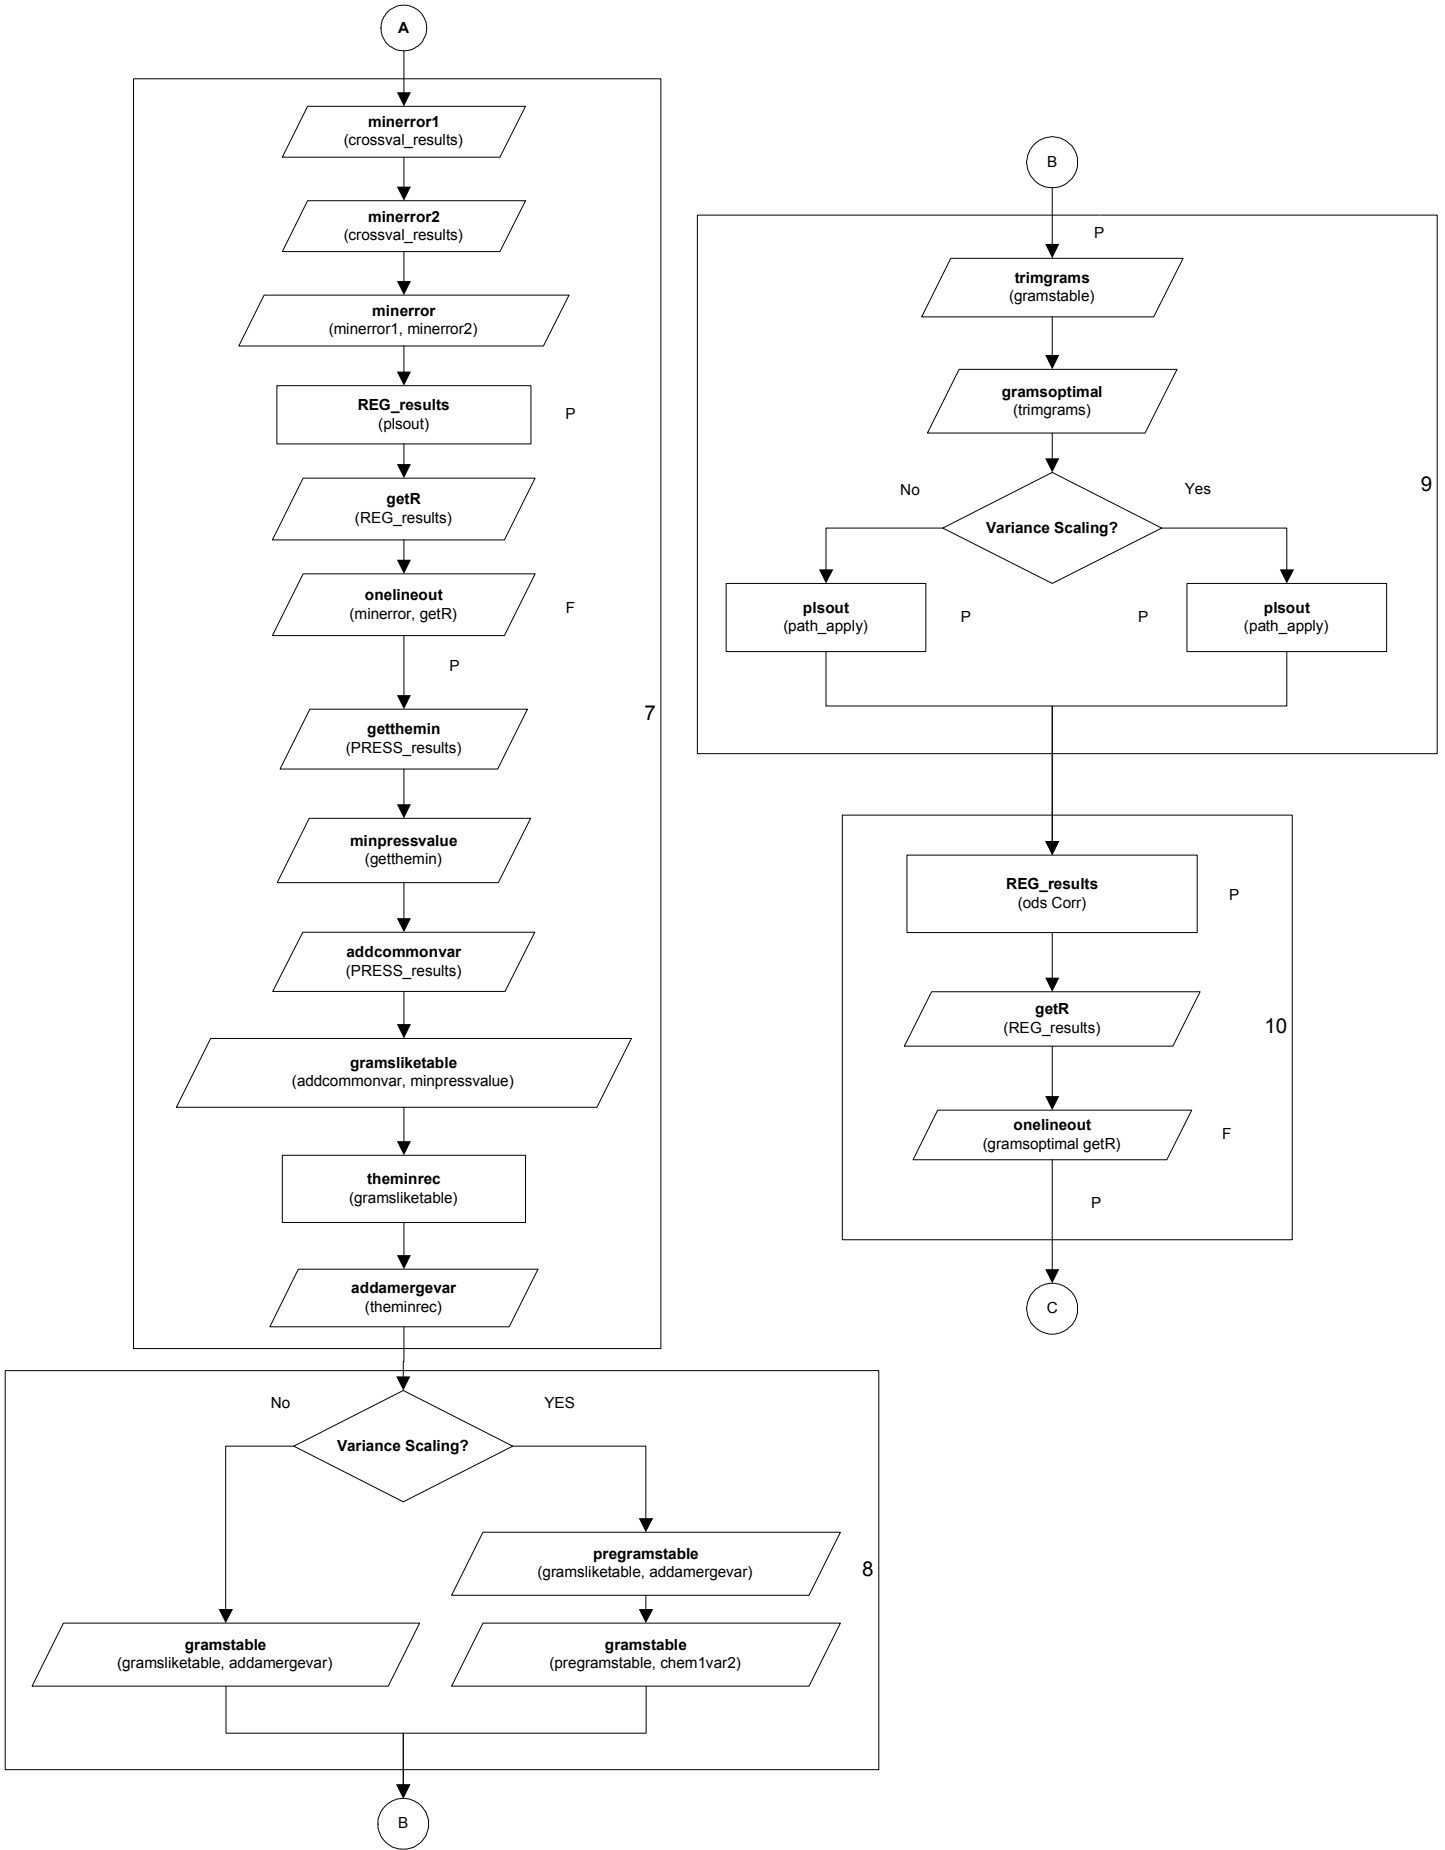 A
minerror1
(crossval_results)
minerror2
(crossval_results)
minerror
(minerror1, minerror2)
REG_results
(plsout)
P
getR
(REG_results)
onelineout
(minerror, getR)
F
P
getthemin
(PRESS_results)
7
minpressvalue
(getthemin)
addcommonvar
(PRESS_results)
gramsliketable
(addcommonvar, minpressvalue)
theminrec
(gramsliketable)
addamergevar
(theminrec)
No
YES
Variance Scaling?
pregramstable
(gramsliketable, addamergevar)
8
gramstable
(gramsliketable, addamergevar)
gramstable
(pregramstable, chem1var2)
B
B
P
trimgrams
(gramstable)
gramsoptimal
(trimgrams)
No
Yes
9
Variance Scaling?
plsout
(path_apply)
P
P
plsout
(path_apply)
REG_results
(ods Corr)
P
getR
(REG_results)
10
onelineout
(gramsoptimal getR)
F
P
C